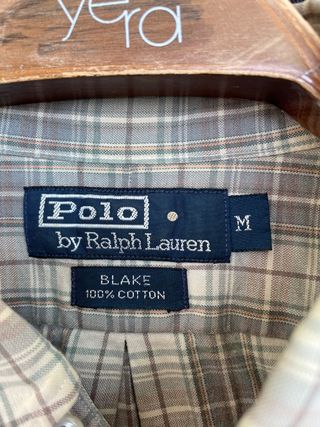 yera
Polo
by Ralph Lauren
M
BLAKE
100% COTTON